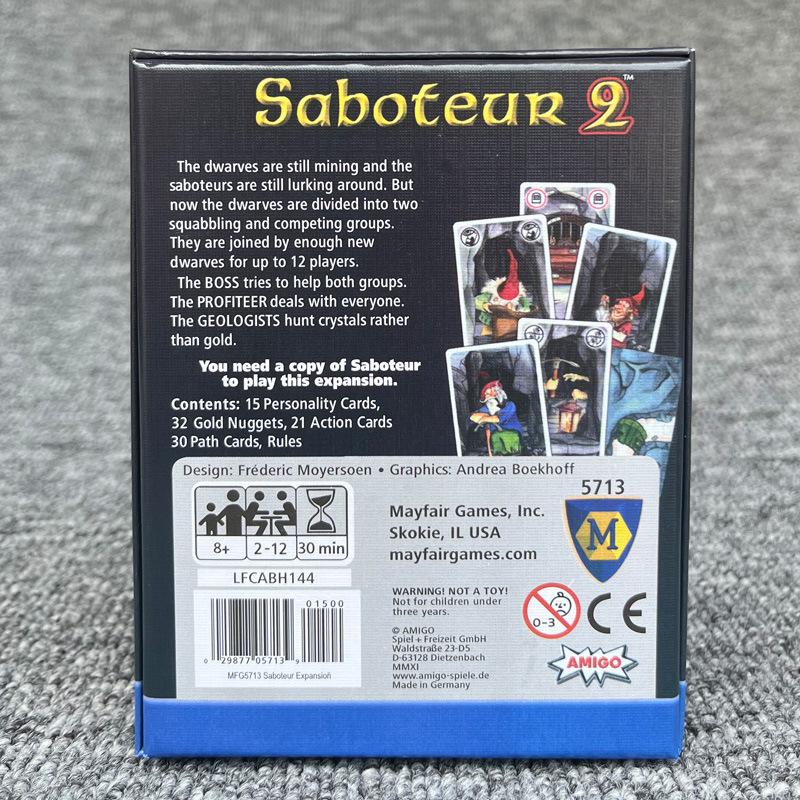 Saboteur 2™
The dwarves are still mining and the
saboteurs are still lurking around. But
now the dwarves are divided into two
squabbling and competing groups.
They are joined by enough new
dwarves for up to 12 players.
The BOSS tries to help both groups.
The PROFITEER deals with everyone.
The GEOLOGISTS hunt crystals rather
than gold.
You need a copy of Saboteur
to play this expansion.
Contents: 15 Personality Cards,
32 Gold Nuggets, 21 Action Cards
30 Path Cards, Rules
Design: Fréderic Moyersoen • Graphics: Andrea Boekhoff
8+
2-12
30 min
LFCABH144
01500
0 29877 05713 9
MFG5713 Saboteur Expansion
Mayfair Games, Inc.
Skokie, IL USA
mayfairgames.com
5713
M
WARNING! NOT A TOY!
Not for children under
three years.
© AMIGO
Spiel + Freizeit GmbH
Waldstraße 23-D5
D-63128 Dietzenbach
MMXI
www.amigo-spiele.de
Made in Germany
0-3
CE
AMIGO